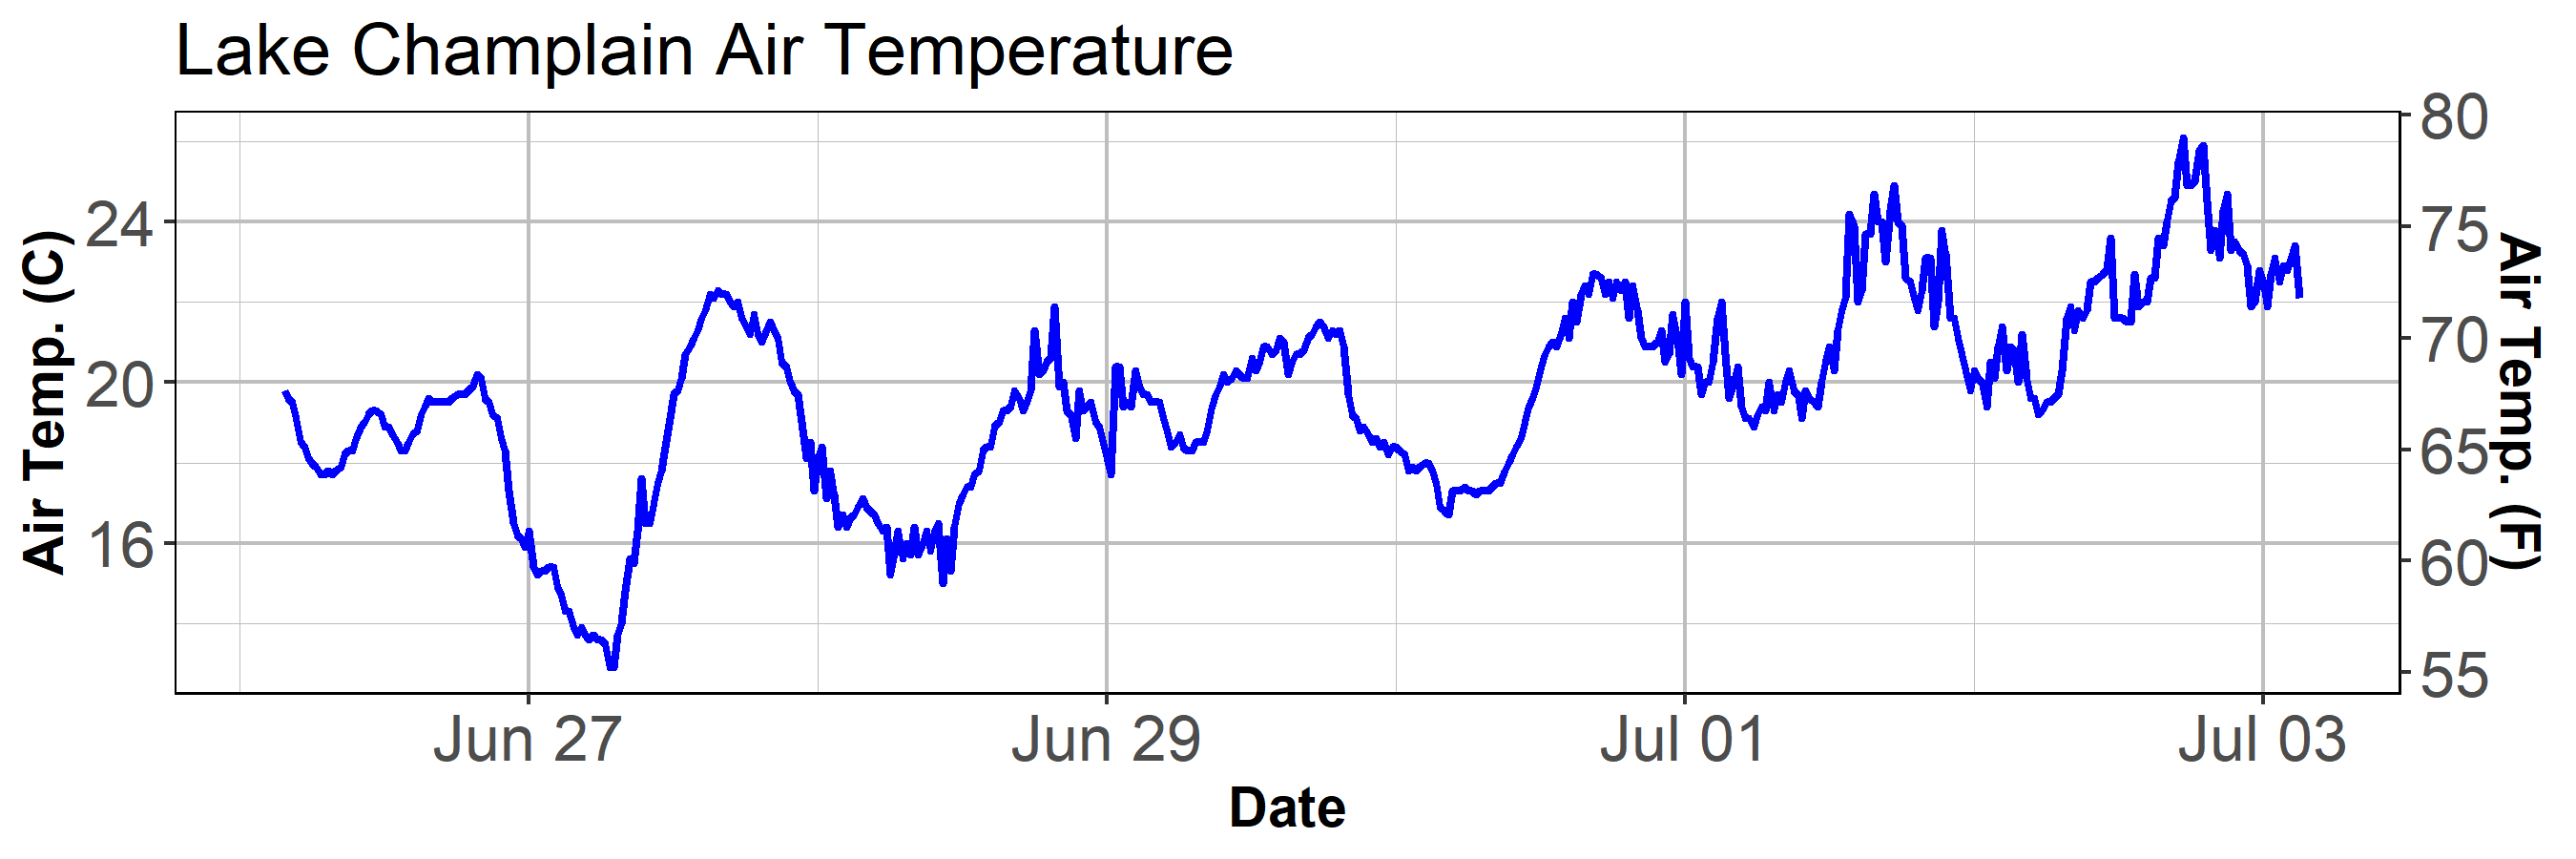 Lake Champlain Air Temperature
Air Temp. (C)
24
20
16
80
75
70
65
60
55
Air Temp. (F)
Jun 27
Jun 29
Jul 01
Jul 03
Date